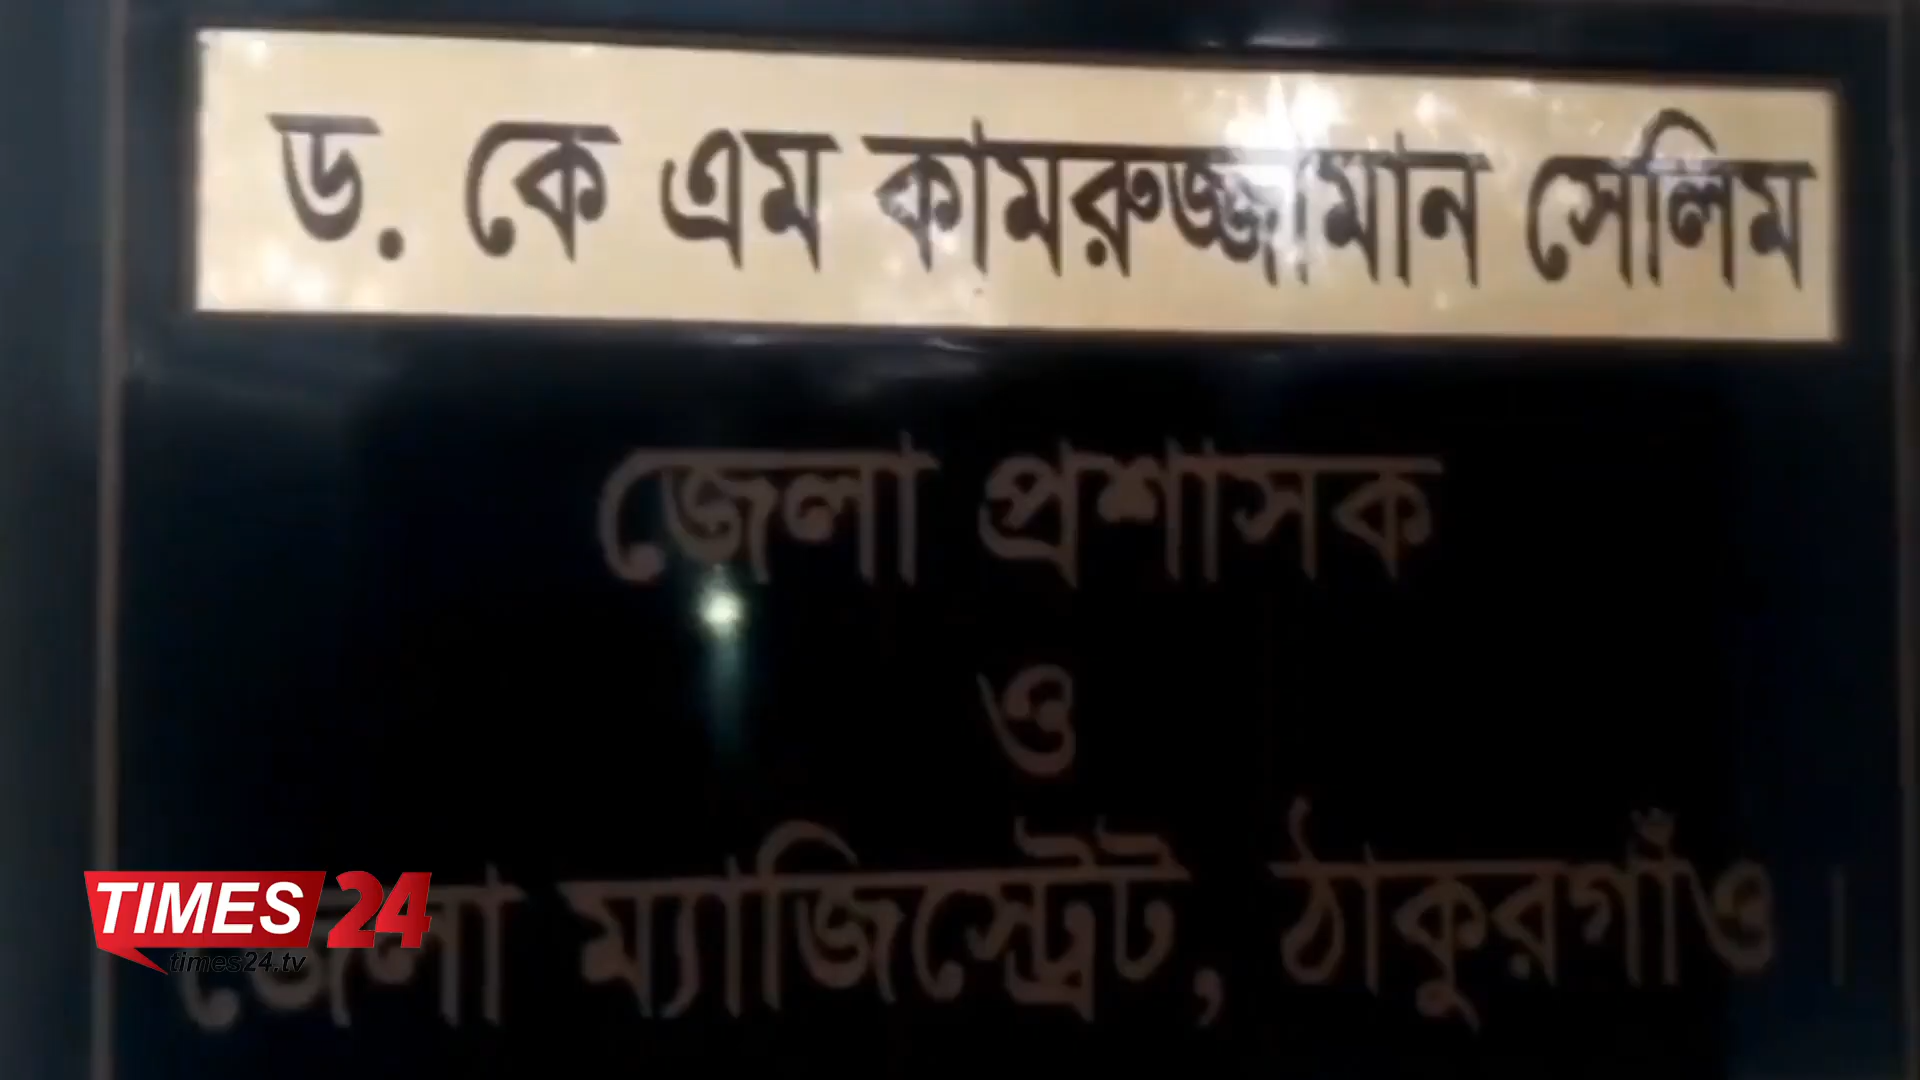 ড. কে এম কামরুজ্জামান সেলিম
জেলা প্রশাসক
ও
জেলা ম্যাজিস্ট্রেট, ঠাকুরগাঁও।
TIMES 24
times24.tv